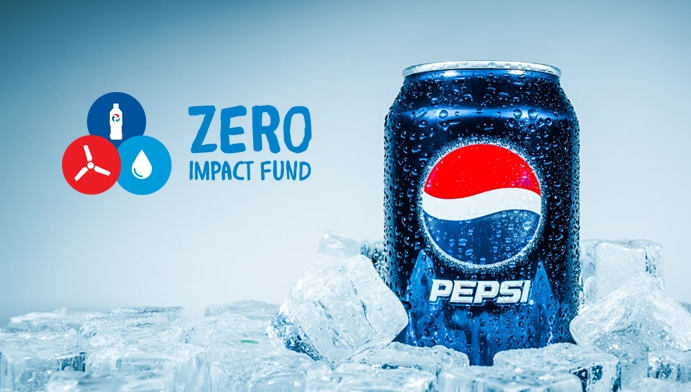 ZERO
IMPACT FUND
PEPSI